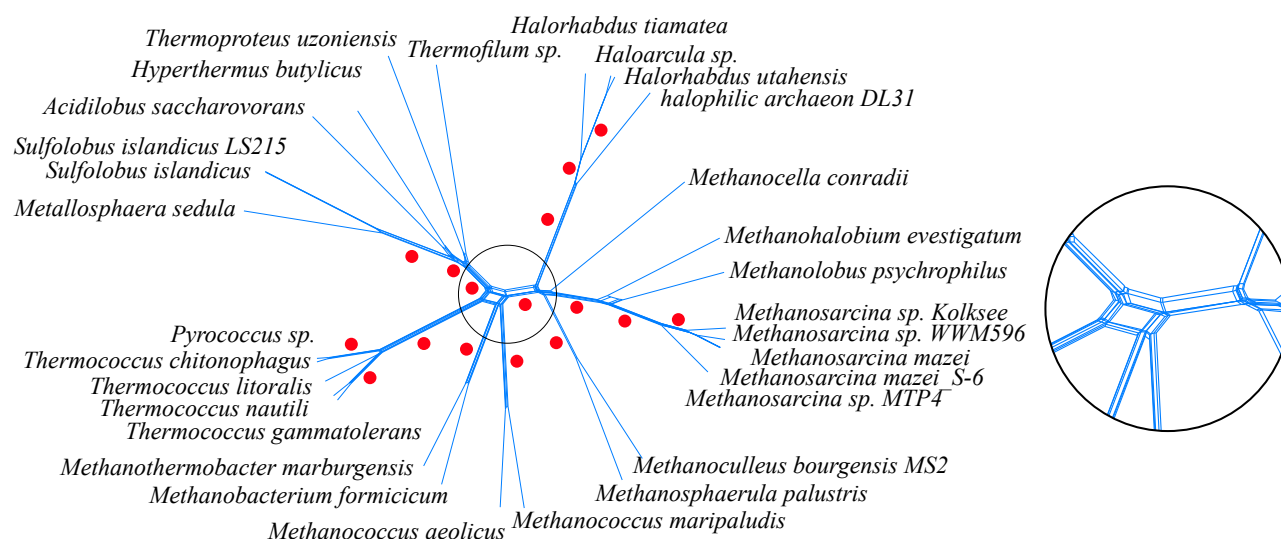 Halorhabdus tiamatea
Thermoproteus uzoniensis
Thermofilum sp.
Haloarcula sp.
Hyperthermus butylicus
Halorhabdus utahensis
Acidilobus saccharovorans
halophilic archaeon DL31
Sulfolobus islandicus LS215
Sulfolobus islandicus
Methanocella conradii
Metallosphaera sedula
Methanohalobium evestigatum
Methanolobus psychrophilus
Methanosarcina sp. Kolksee
Pyrococcus sp.
Methanosarcina sp. WWM596
Thermococcus chitonophagus
Methanosarcina mazei
Thermococcus litoralis
Methanosarcina mazei_S-6
Thermococcus nautili
Methanosarcina sp. MTP4
Thermococcus gammatolerans
Methanothermobacter marburgensis
Methanoculleus bourgensis MS2
Methanobacterium formicicum
Methanosphaerula palustris
Methanococcus aeolicus
Methanococcus maripaludis